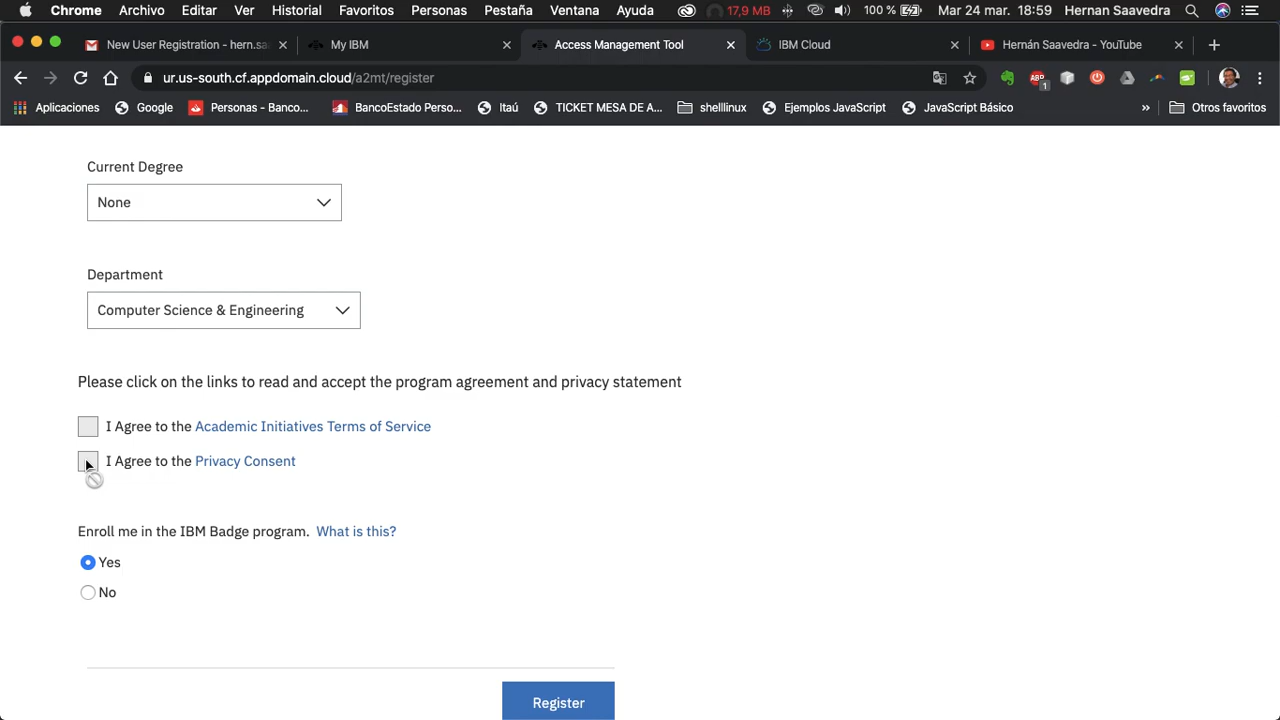 Chrome Archivo Editar Ver Historial Favoritos Personas Pestaña Ventana Ayuda 17,9 MB 100 % Mar 24 mar. 18:59 Hernan Saavedra
New User Registration - hern.saa My IBM Access Management Tool IBM Cloud Hernán Saavedra - YouTube
ur.us-south.cf.appdomain.cloud/a2mt/register
ABP 1
Aplicaciones Google Personas - Banco... BancoEstado Perso... Itaú TICKET MESA DE A... shelllinux Ejemplos JavaScript JavaScript Básico » Otros favoritos
Current Degree
None
Department
Computer Science & Engineering
Please click on the links to read and accept the program agreement and privacy statement
I Agree to the Academic Initiatives Terms of Service
I Agree to the Privacy Consent
Enroll me in the IBM Badge program. What is this?
Yes
No
Register